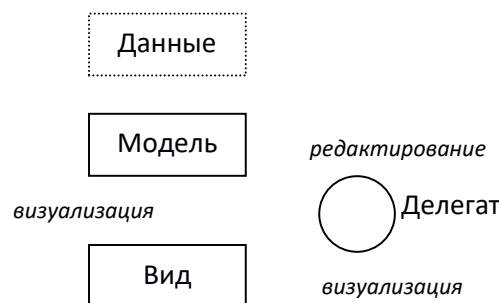 Данные
Модель
редактирование
визуализация
Делегат
Вид
визуализация